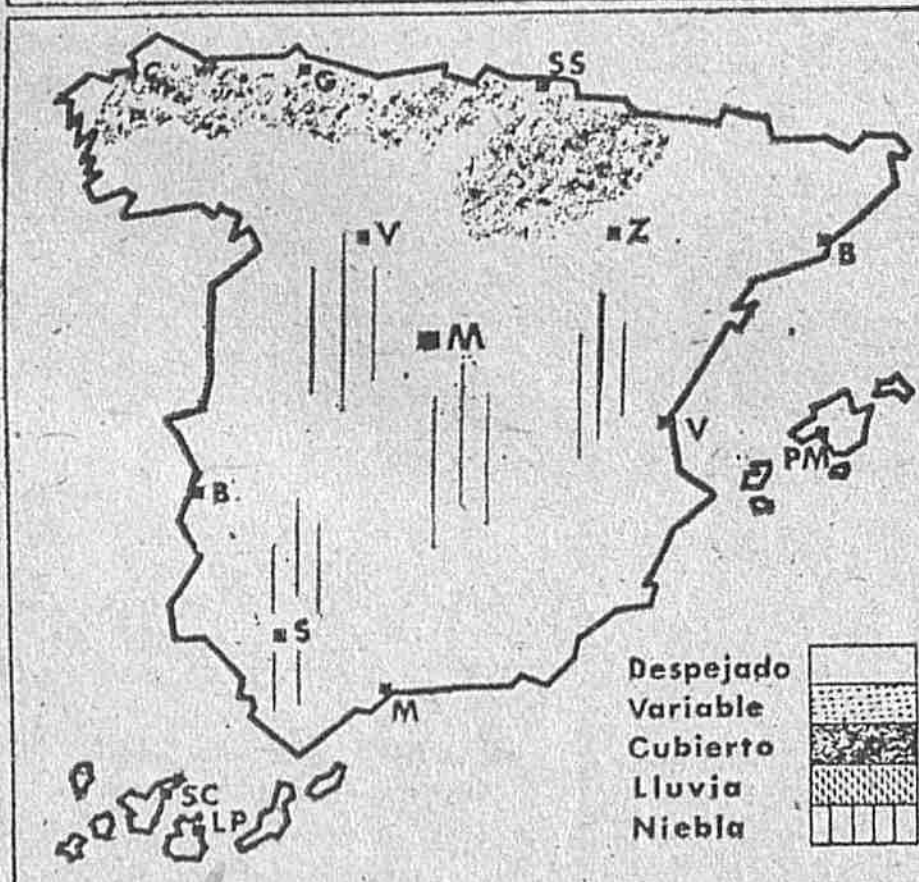 C
G
SS
V
Z
B
M
V
PM
B
S
M
SC
LP
Despejado
Variable
Cubierto
Lluvia
Niebla